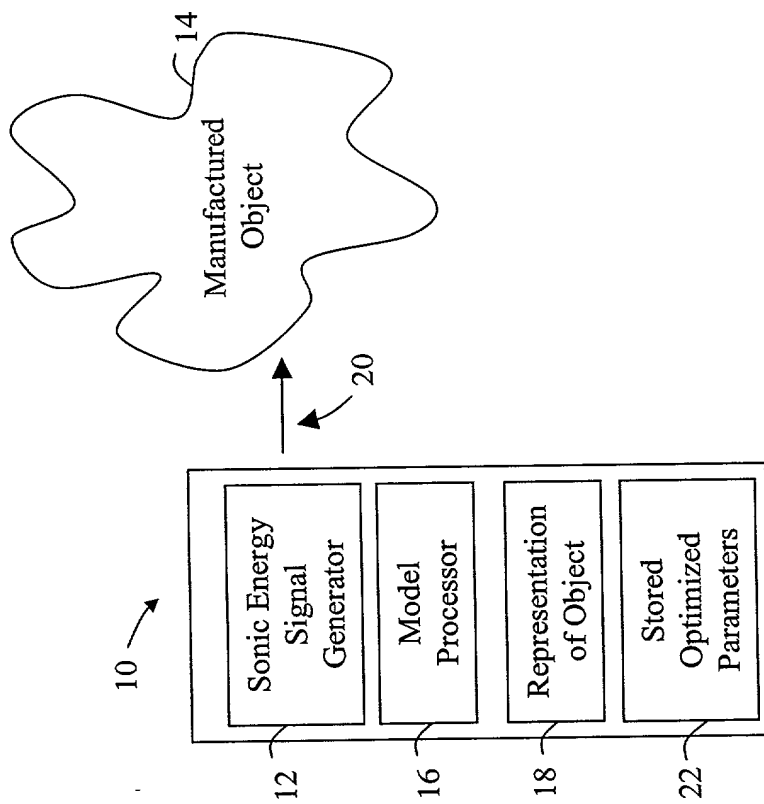 10
12
Sonic Energy
Signal
Generator
16
Model
Processor
18
Representation
of Object
22
Stored
Optimized
Parameters
20
Manufactured
Object
14